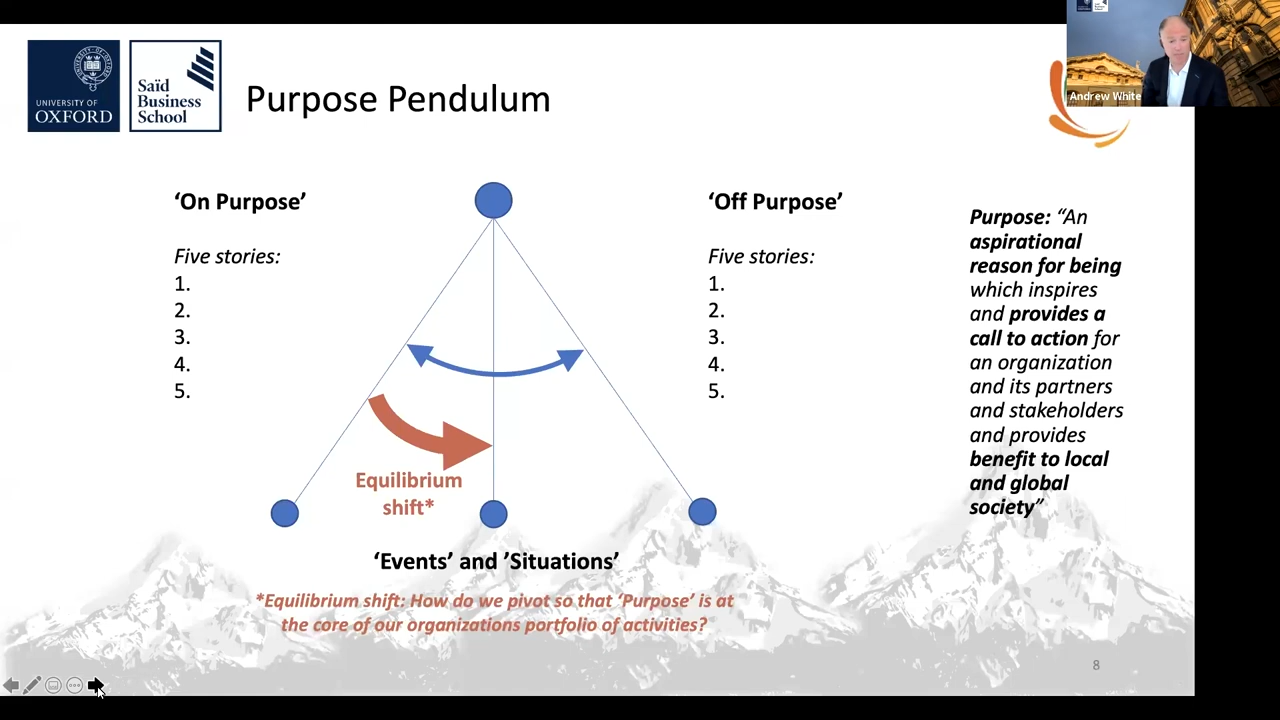 UNIVERSITY OF
OXFORD
Saïd
Business
School
Purpose Pendulum
Andrew White
‘On Purpose’
Five stories:
1.
2.
3.
4.
5.
‘Off Purpose’
Five stories:
1.
2.
3.
4.
5.
Purpose: “An
aspirational
reason for being
which inspires
and provides a
call to action for
an organization
and its partners
and stakeholders
and provides
benefit to local
and global
society”
Equilibrium
shift*
‘Events’ and ’Situations’
*Equilibrium shift: How do we pivot so that ‘Purpose’ is at
the core of our organizations portfolio of activities?
8